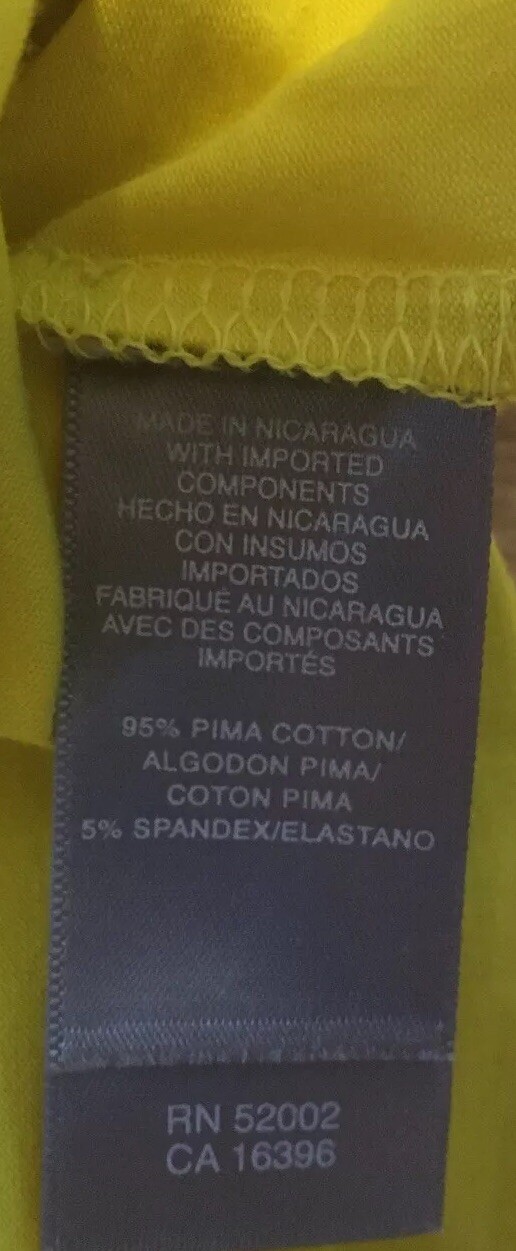 MADE IN NICARAGUA
WITH IMPORTED
COMPONENTS
HECHO EN NICARAGUA
CON INSUMOS
IMPORTADOS
FABRIQUÉ AU NICARAGUA
AVEC DES COMPOSANTS
IMPORTÉS
95% PIMA COTTON/
ALGODON PIMA/
COTON PIMA
5% SPANDEX/ELASTANO
RN 52002
CA 16396